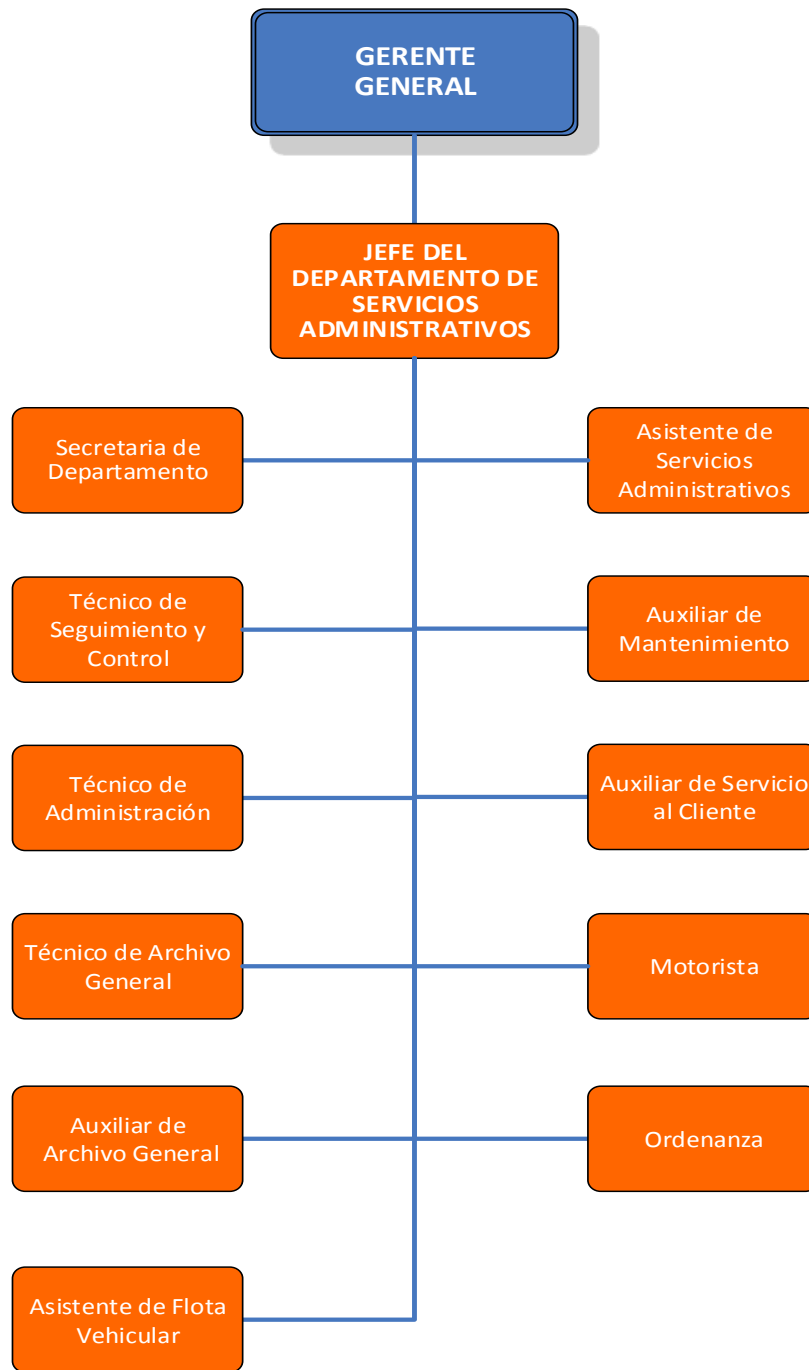 GERENTE
GENERAL
JEFE DEL
DEPARTAMENTO DE
SERVICIOS
ADMINISTRATIVOS
Secretaria de
Departamento
Asistente de
Servicios
Administrativos
Técnico de
Seguimiento y
Control
Auxiliar de
Mantenimiento
Técnico de
Administración
Auxiliar de Servicio
al Cliente
Técnico de Archivo
General
Motorista
Auxiliar de
Archivo General
Ordenanza
Asistente de Flota
Vehicular